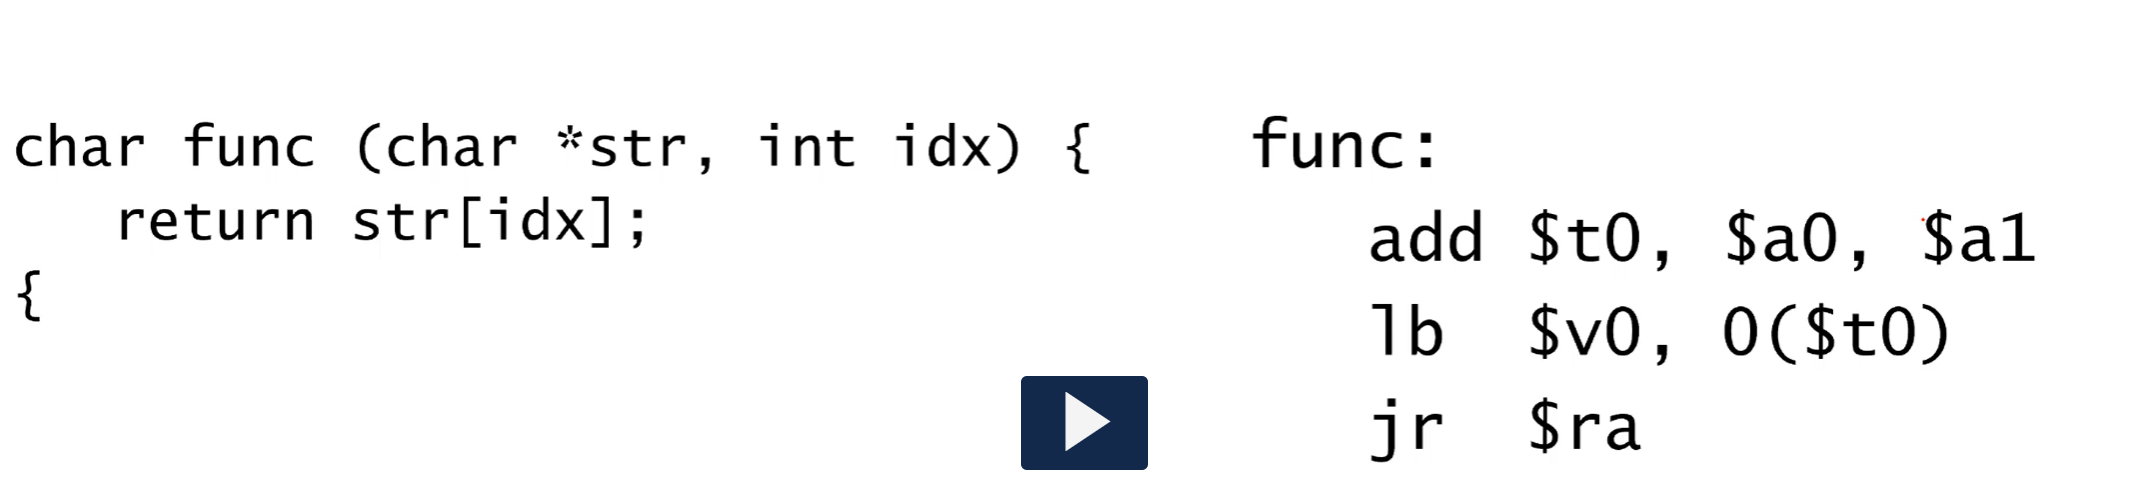 char func (char *str, int idx) {
   return str[idx];
{
func:
   add $t0, $a0, $a1
   lb  $v0, 0($t0)
   jr  $ra